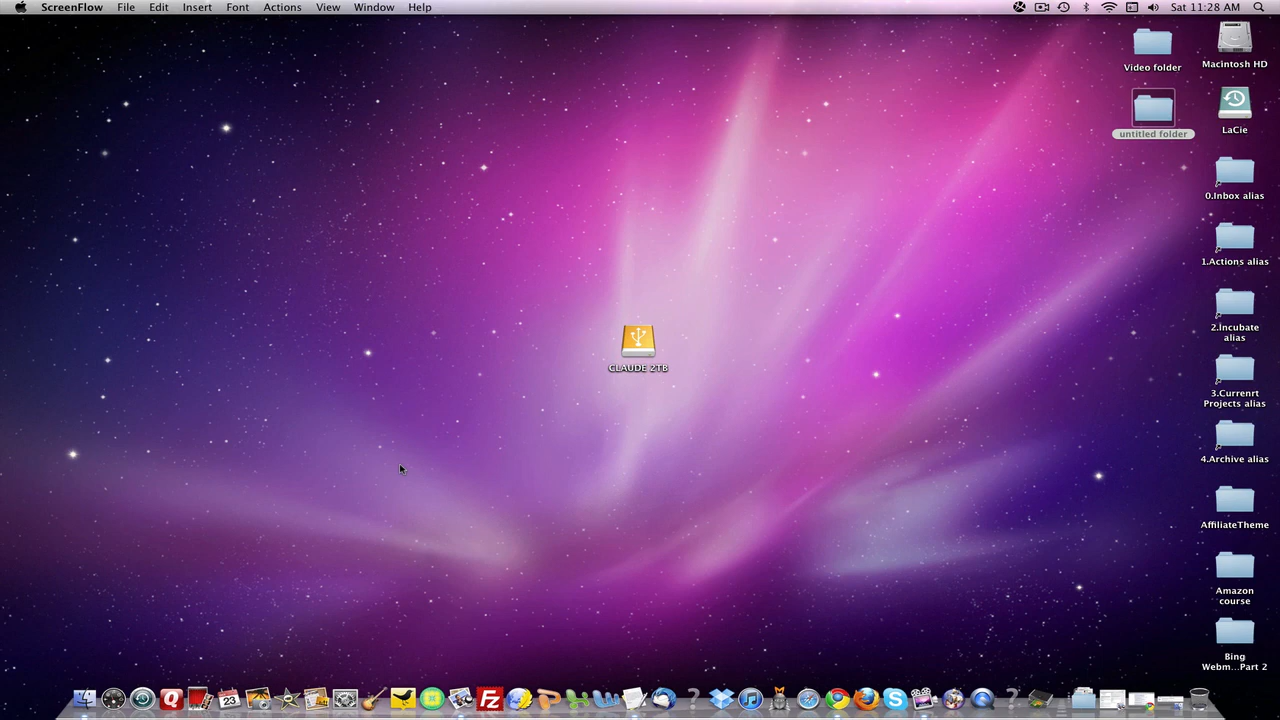 ScreenFlow File Edit Insert Font Actions View Window Help Sat 11:28 AM
Video folder
Macintosh HD
untitled folder
LaCie
0.Inbox alias
1.Actions alias
2.Incubate
alias
CLAUDE 2TB
3.Currenrt
Projects alias
4.Archive alias
AffiliateTheme
Amazon
course
Bing
Webm...Part 2
23